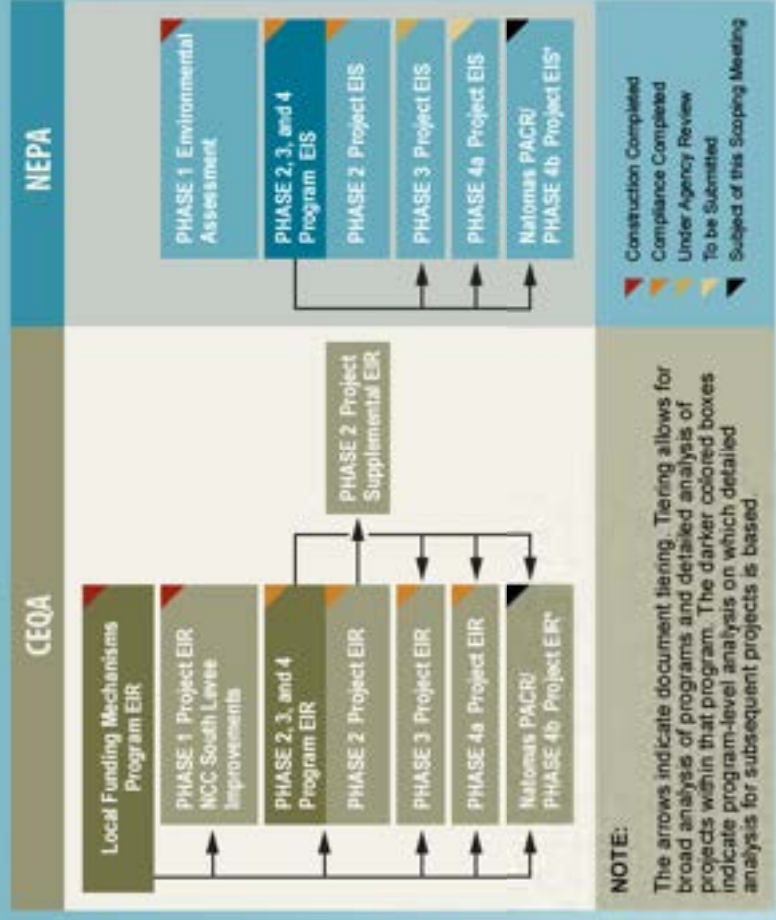 CEQA
Local Funding Mechanisms
Program EIR
PHASE 1 Project EIR
NCC South Levee
Improvements
PHASE 2, 3, and 4
Program EIR
PHASE 2 Project EIR
PHASE 2 Project
Supplemental EIR
PHASE 3 Project EIR
PHASE 4a Project EIR
Natomas PACR/
PHASE 4b Project EIR*
NEPA
PHASE 1 Environmental
Assessment
PHASE 2, 3, and 4
Program EIS
PHASE 2 Project EIS
PHASE 3 Project EIS
PHASE 4a Project EIS
Natomas PACR/
PHASE 4b Project EIS*
NOTE:
The arrows indicate document tiering. Tiering allows for
broad analysis of programs and detailed analysis of
projects within that program. The darker colored boxes
indicate program-level analysis on which detailed
analysis for subsequent projects is based.
Construction Completed
Compliance Completed
Under Agency Review
To be Submitted
Subject of this Scoping Meeting